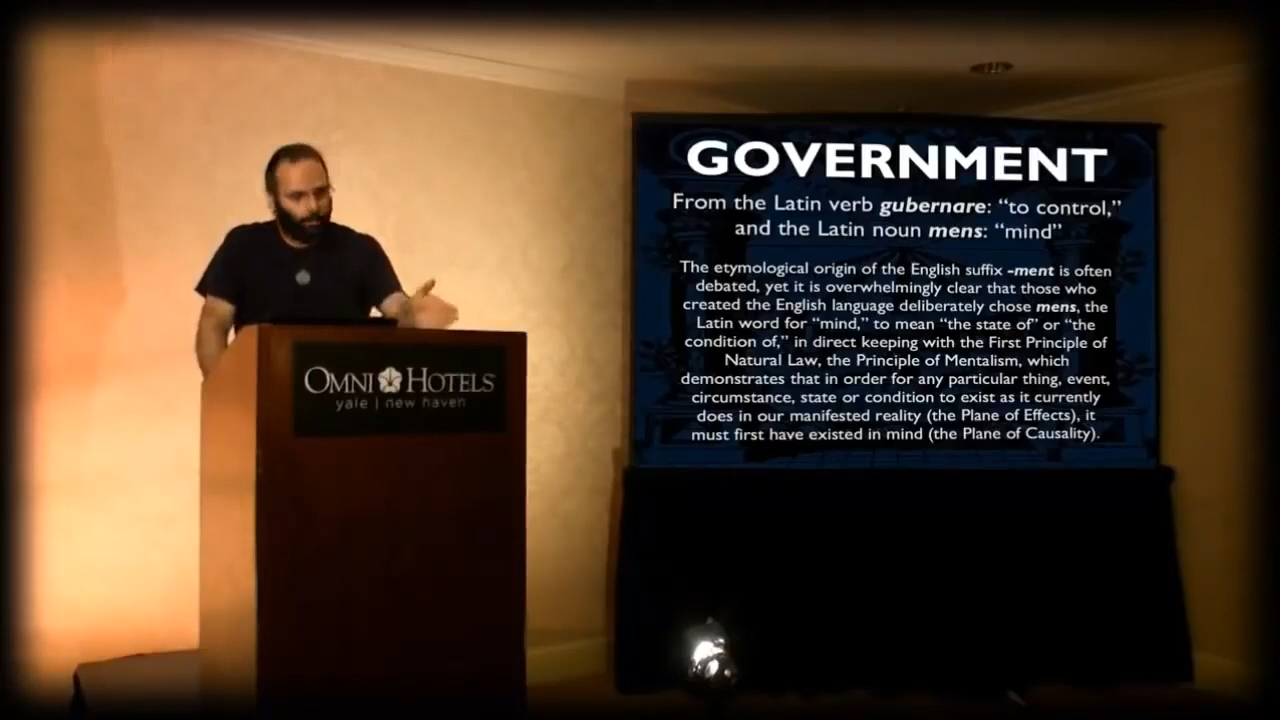 OMNI HOTELS
yale | new haven
GOVERNMENT
From the Latin verb gubernare: “to control,”
and the Latin noun mens: “mind”
The etymological origin of the English suffix -ment is often
debated, yet it is overwhelmingly clear that those who
created the English language deliberately chose mens, the
Latin word for “mind,” to mean “the state of” or “the
condition of,” in direct keeping with the First Principle of
Natural Law, the Principle of Mentalism, which
demonstrates that in order for any particular thing, event,
circumstance, state or condition to exist as it currently
does in our manifested reality (the Plane of Effects), it
must first have existed in mind (the Plane of Causality).